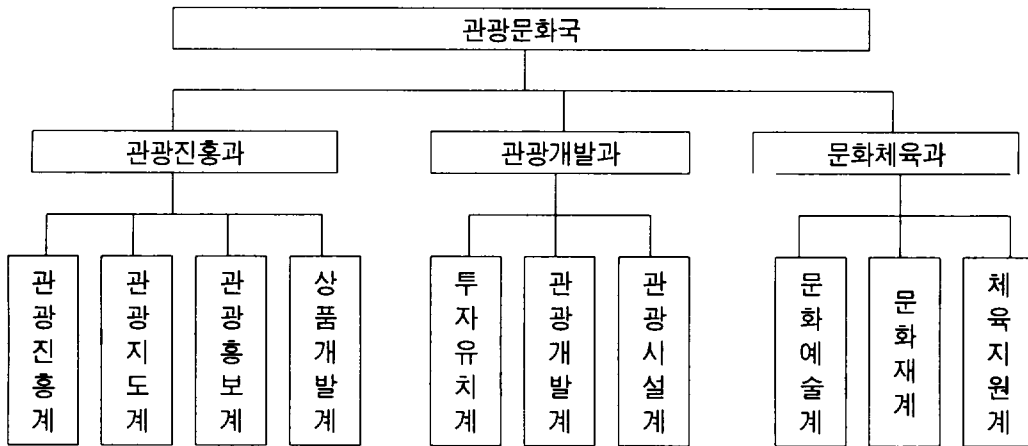 관광문화국
관광진흥과
관광개발과
문화체육과
관광진흥계
관광지도계
관광홍보계
상품개발계
투자유치계
관광개발계
관광시설계
문화예술계
문화재계
체육지원계